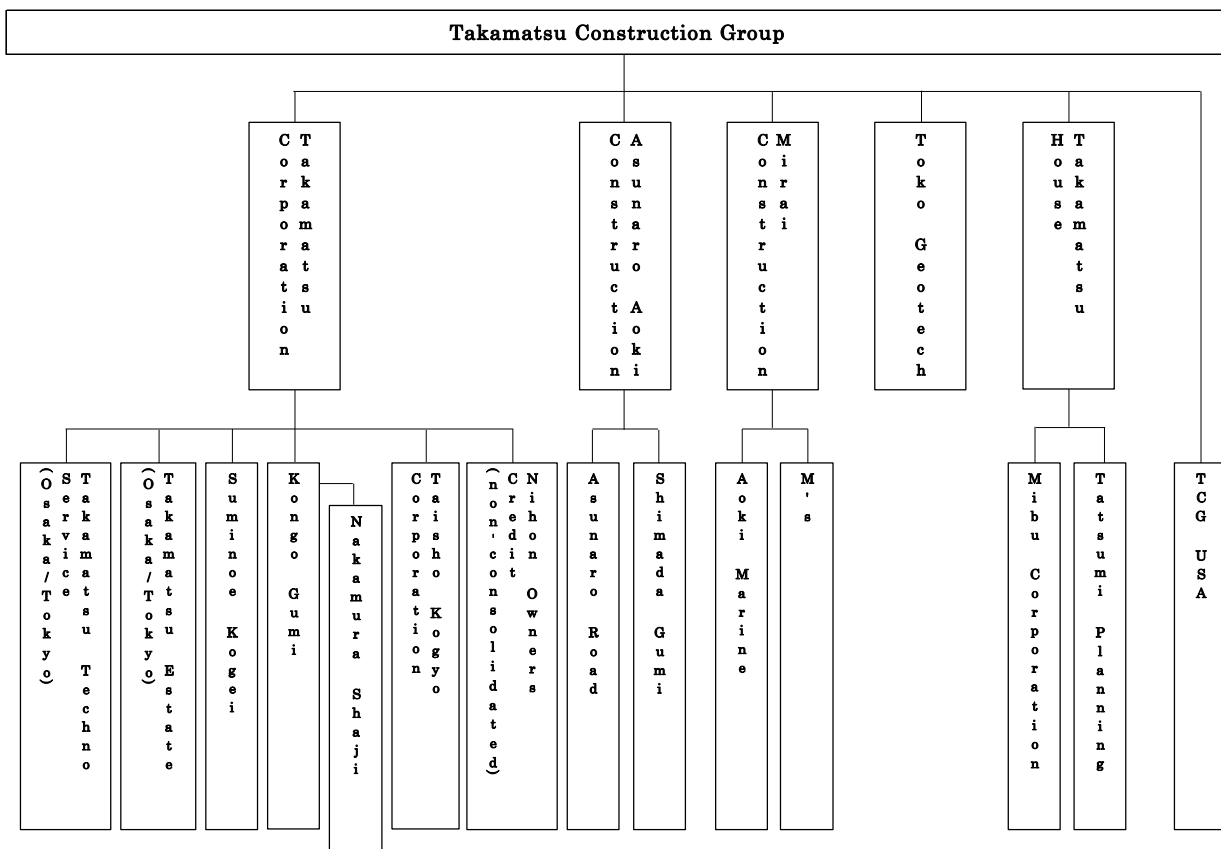 Takamatsu Construction Group
Takamatsu
Corporation
Asunaro Aoki
Construction
Mirai
Construction
Toko Geotech
Takamatsu
House
Takamatsu Techno
Service
(Osaka/Tokyo)
Takamatsu Estate
(Osaka/Tokyo)
Suminoe Kogei
Kongo Gumi
Nakamura Shaji
Taisho Kogyo
Corporation
Nihon Owners
Credit
(non-consolidated)
Asunaro Road
Shimada Gumi
Aoki Marine
M's
Mibu Corporation
Tatsumi Planning
TCG USA